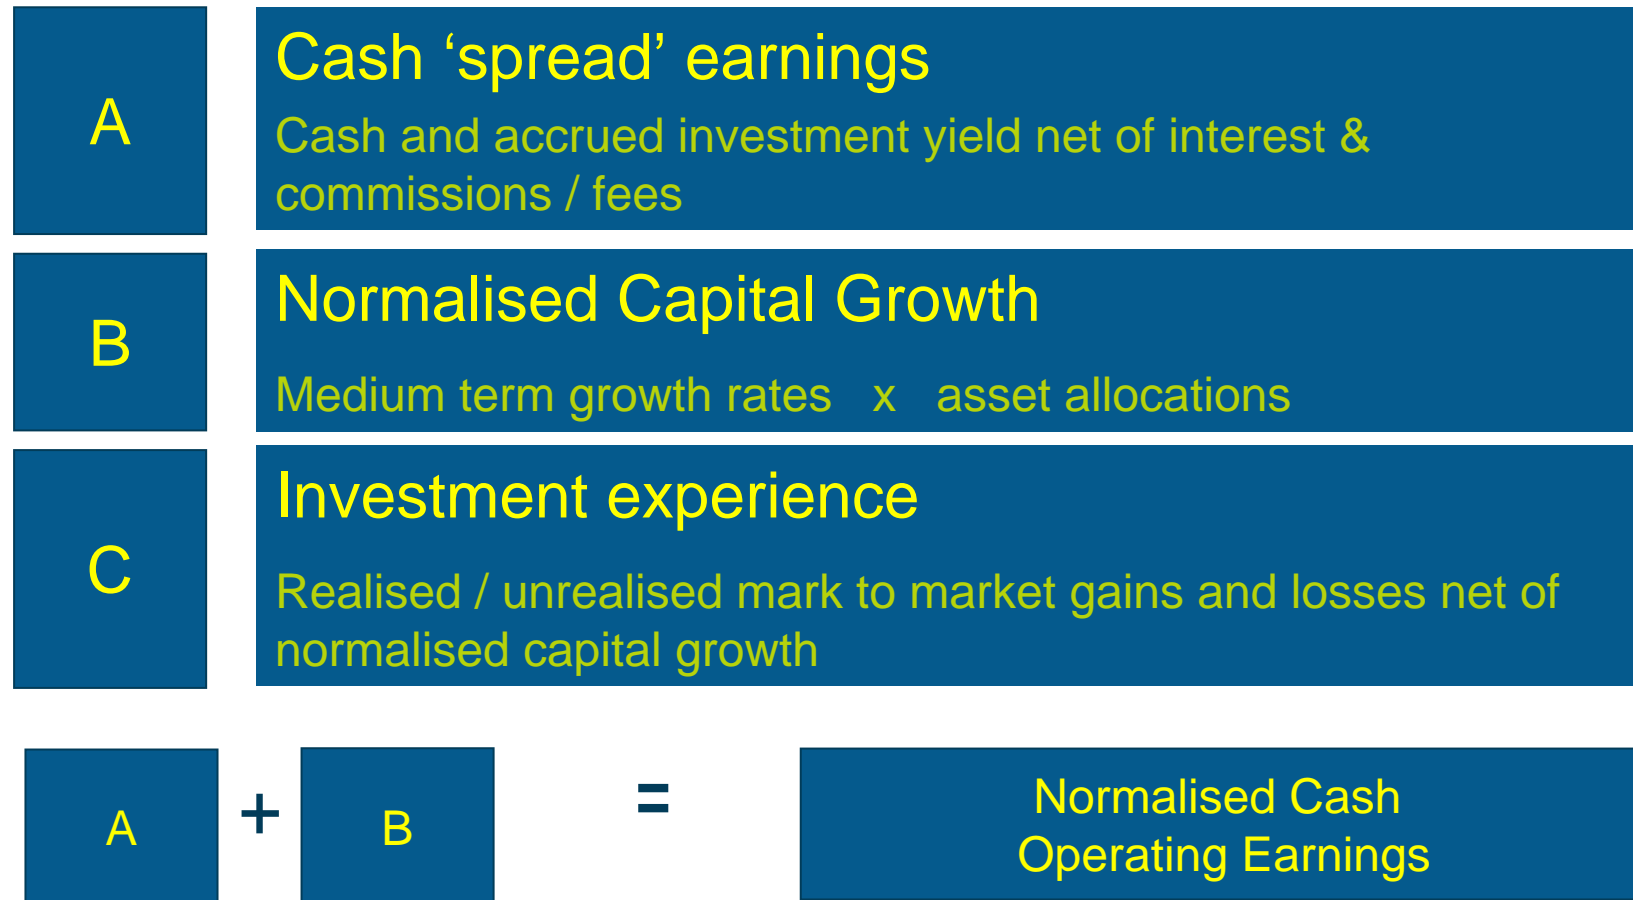 A
Cash ‘spread’ earnings
Cash and accrued investment yield net of interest &
commissions / fees
B
Normalised Capital Growth
Medium term growth rates x asset allocations
C
Investment experience
Realised / unrealised mark to market gains and losses net of
normalised capital growth
A + B = Normalised Cash
Operating Earnings